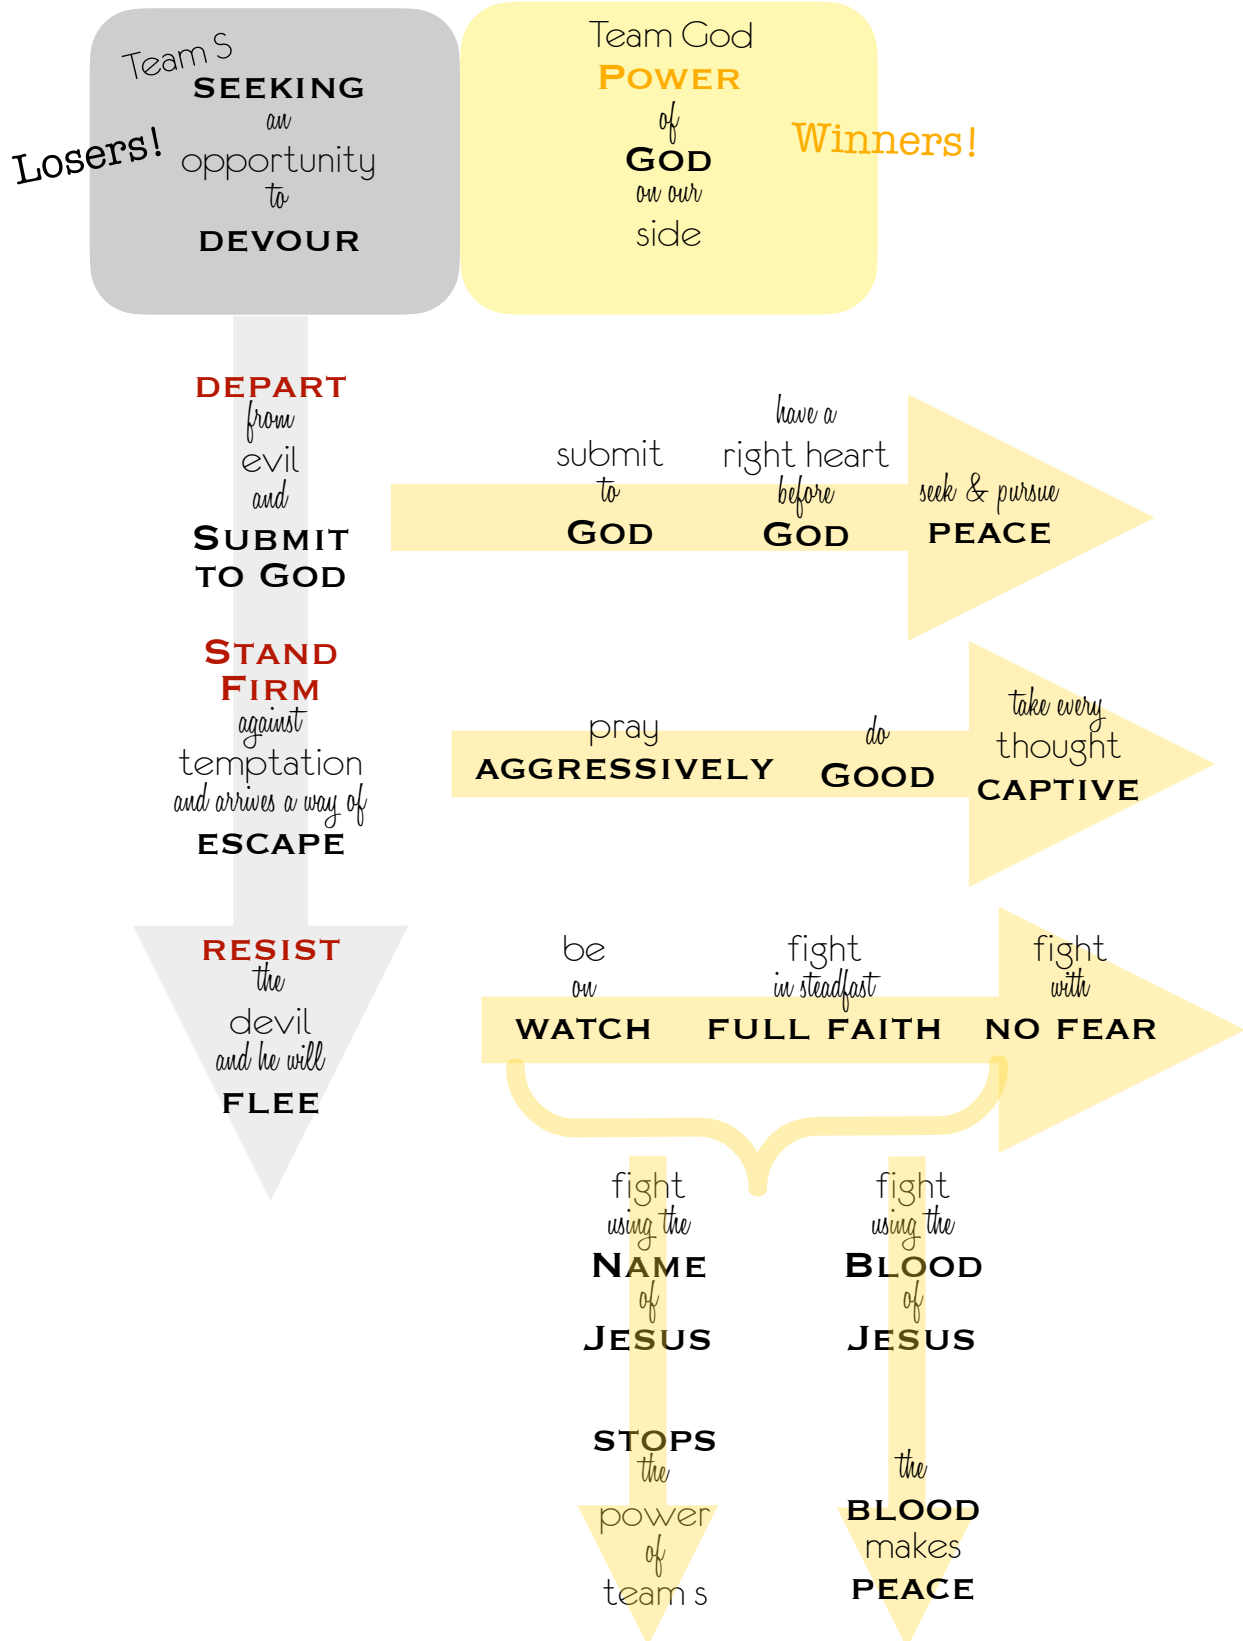 Team S
SEEKING
an
opportunity
to
DEVOUR
Losers!
Team God
POWER
of
GOD
on our
side
Winners!
DEPART
from
evil
and
SUBMIT
TO GOD
submit
to
GOD
have a
right heart
before
GOD
seek & pursue
PEACE
STAND
FIRM
against
temptation
and arrives a way of
ESCAPE
pray
AGGRESSIVELY
do
GOOD
take every
thought
CAPTIVE
RESIST
the
devil
and he will
FLEE
be
on
WATCH
fight
in steadfast
FULL FAITH
fight
with
NO FEAR
fight
using the
NAME
of
JESUS
STOPS
the
power
of
team s
fight
using the
BLOOD
of
JESUS
the
BLOOD
makes
PEACE